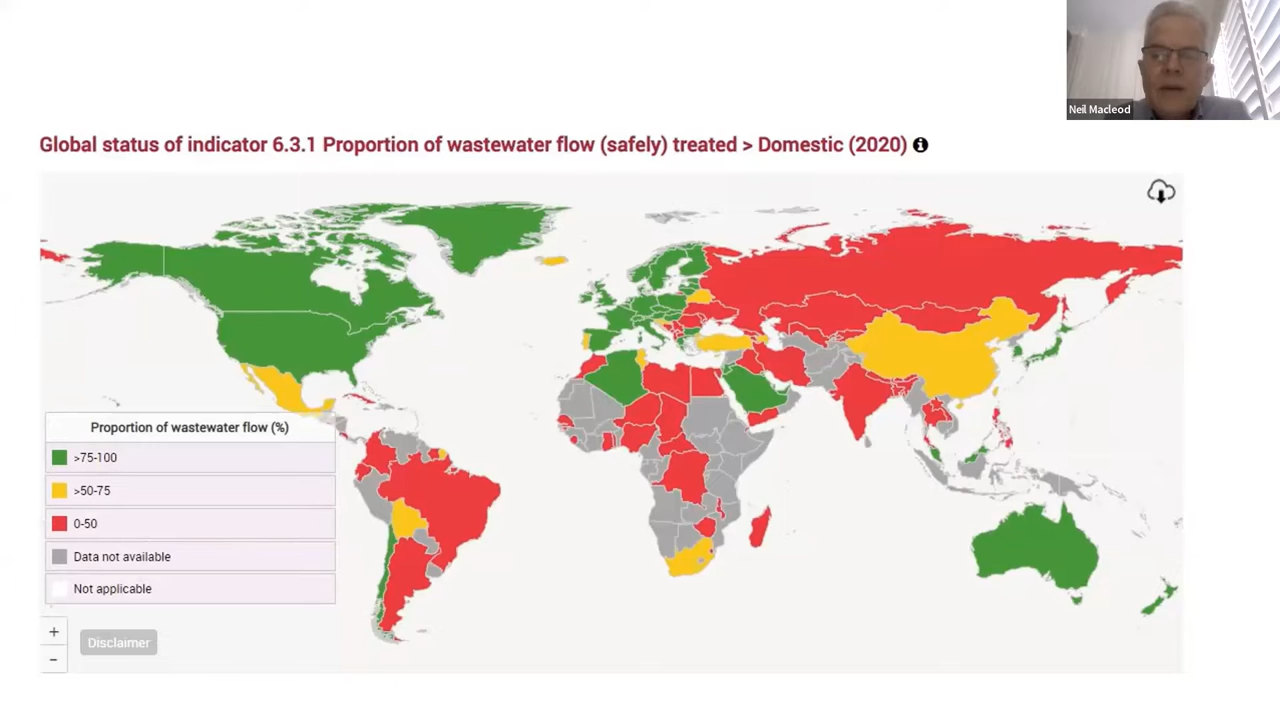 Neil Macleod
Global status of indicator 6.3.1 Proportion of wastewater flow (safely) treated > Domestic (2020) i
Proportion of wastewater flow (%)
>75-100
>50-75
0-50
Data not available
Not applicable
+
Disclaimer
−